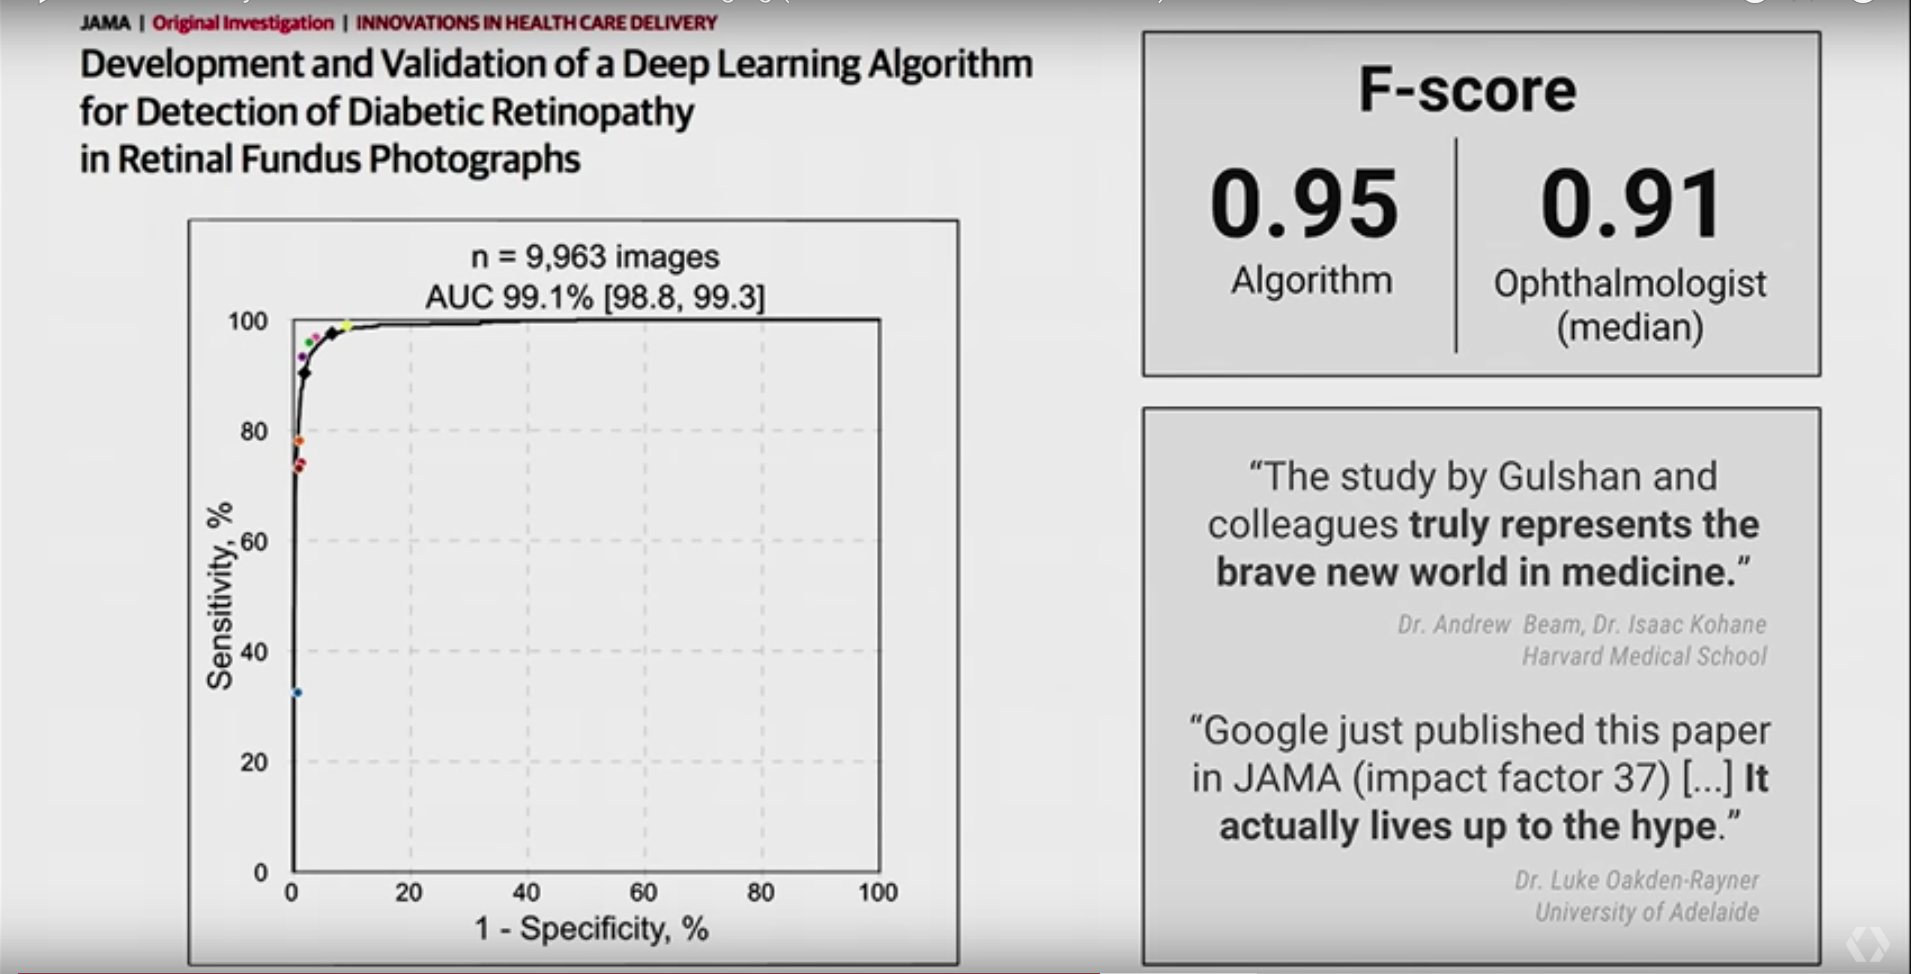 JAMA | Original Investigation | INNOVATIONS IN HEALTH CARE DELIVERY
Development and Validation of a Deep Learning Algorithm
for Detection of Diabetic Retinopathy
in Retinal Fundus Photographs
n = 9,963 images
AUC 99.1% [98.8, 99.3]
100
80
60
40
20
0
Sensitivity, %
0 20 40 60 80 100
1 - Specificity, %
F-score
0.95
Algorithm
0.91
Ophthalmologist
(median)
“The study by Gulshan and
colleagues truly represents the
brave new world in medicine.”
Dr. Andrew Beam, Dr. Isaac Kohane
Harvard Medical School
“Google just published this paper
in JAMA (impact factor 37) [...] It
actually lives up to the hype.”
Dr. Luke Oakden-Rayner
University of Adelaide